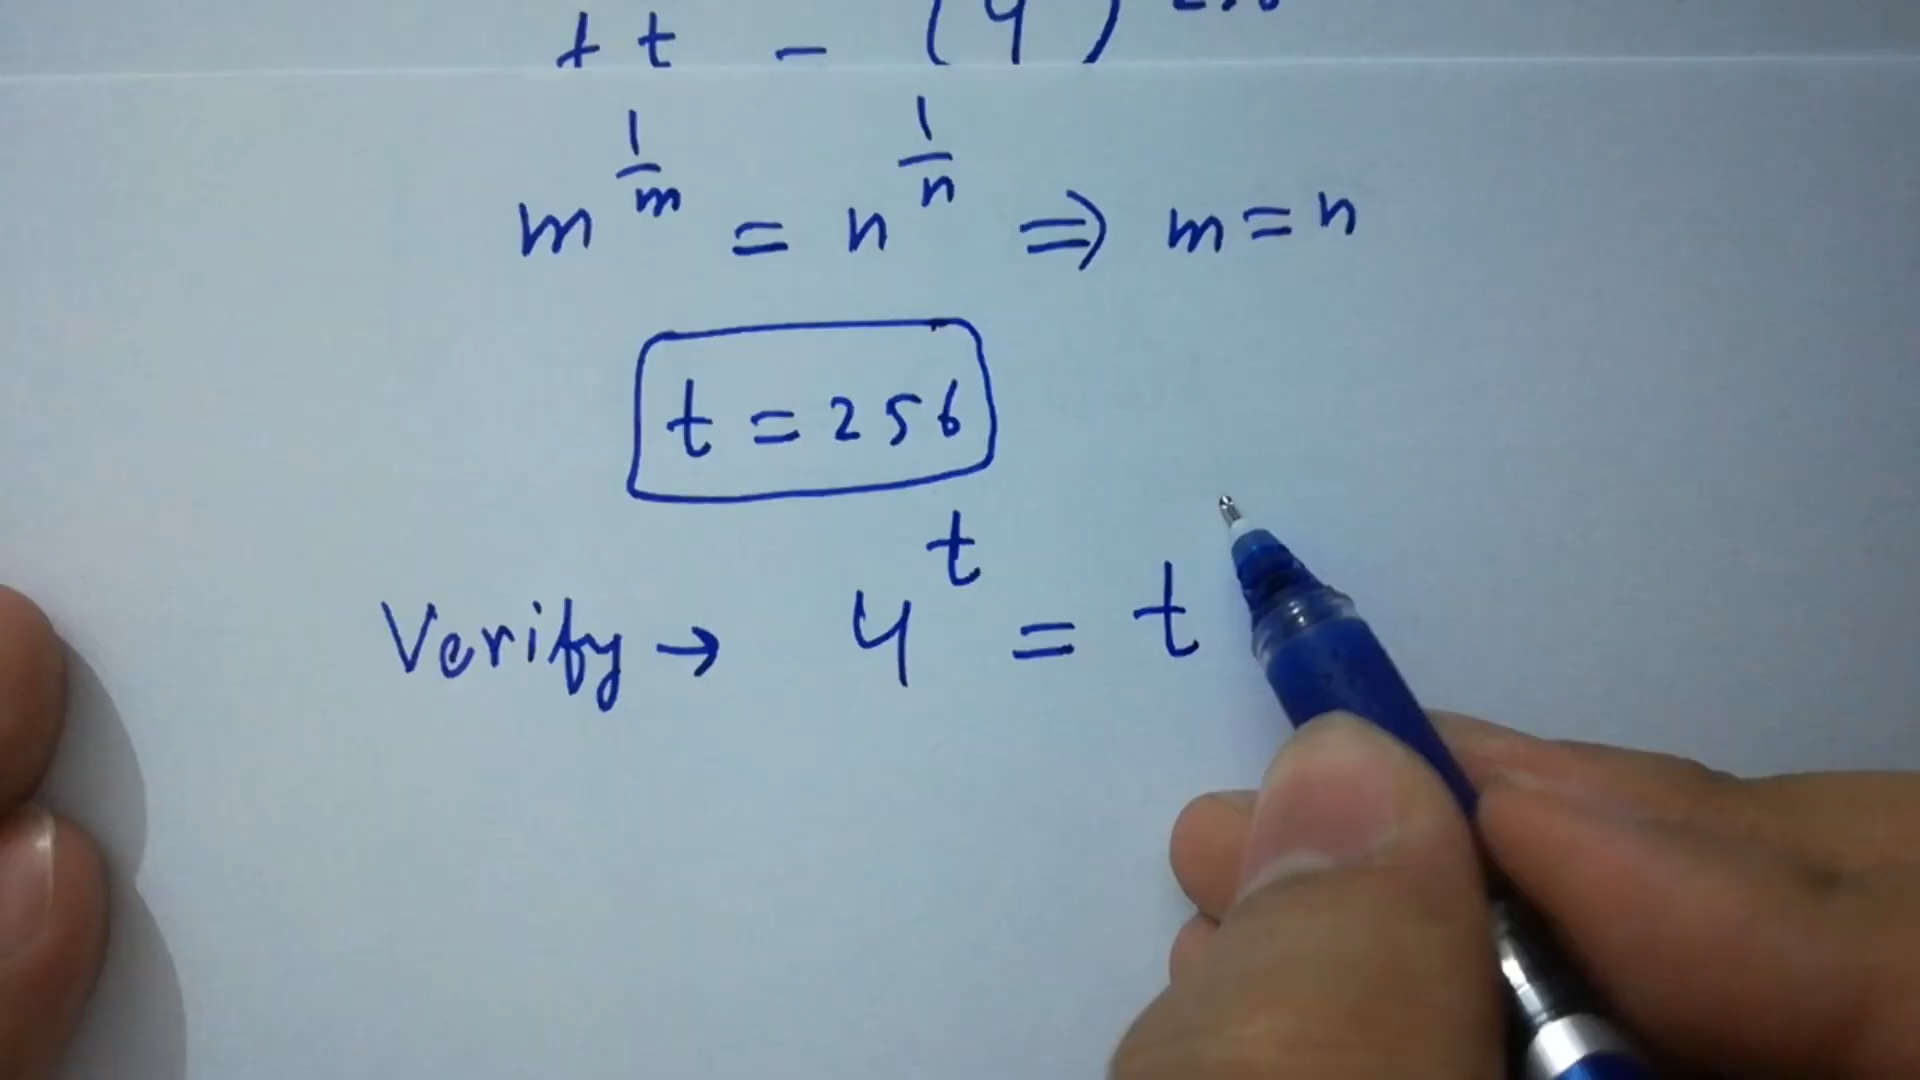 m^(1/m) = n^(1/n) ⇒ m = n
t = 256
Verify → 4^t = t